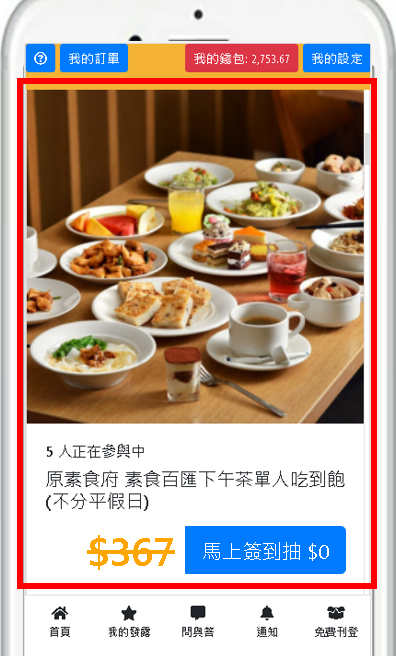 我的訂單
我的錢包: 2,753.67
我的設定
5 人正在參與中
原素食府 素食百匯下午茶單人吃到飽
(不分平假日)
$367
馬上簽到抽 $0
首頁
我的發露
問與答
通知
免費刊登